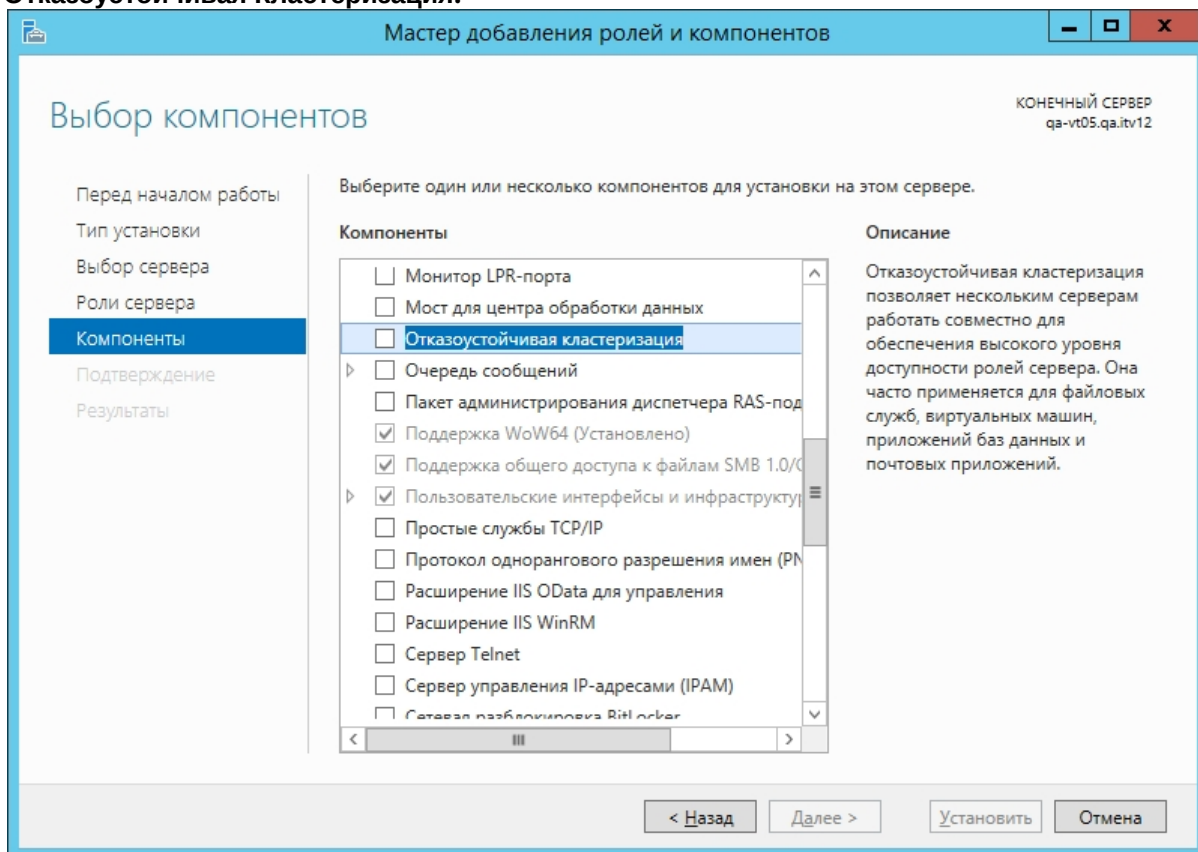 Отказоустойчивая кластеризация.
Мастер добавления ролей и компонентов
Выбор компонентов
КОНЕЧНЫЙ СЕРВЕР
qa-vt05.qa.itv12
Перед началом работы
Тип установки
Выбор сервера
Роли сервера
Компоненты
Подтверждение
Результаты
Выберите один или несколько компонентов для установки на этом сервере.
Компоненты
Монитор LPR-порта
Мост для центра обработки данных
Отказоустойчивая кластеризация
Очередь сообщений
Пакет администрирования диспетчера RAS-под
Поддержка WoW64 (Установлено)
Поддержка общего доступа к файлам SMB 1.0/C
Пользовательские интерфейсы и инфраструктур
Простые службы TCP/IP
Протокол однорангового разрешения имен (PN
Расширение IIS OData для управления
Расширение IIS WinRM
Сервер Telnet
Сервер управления IP-адресами (IPAM)
Сетевая разблокировка BitLocker
Описание
Отказоустойчивая кластеризация
позволяет нескольким серверам
работать совместно для
обеспечения высокого уровня
доступности ролей сервера. Она
часто применяется для файловых
служб, виртуальных машин,
приложений баз данных и
почтовых приложений.
< Назад
Далее >
Установить
Отмена